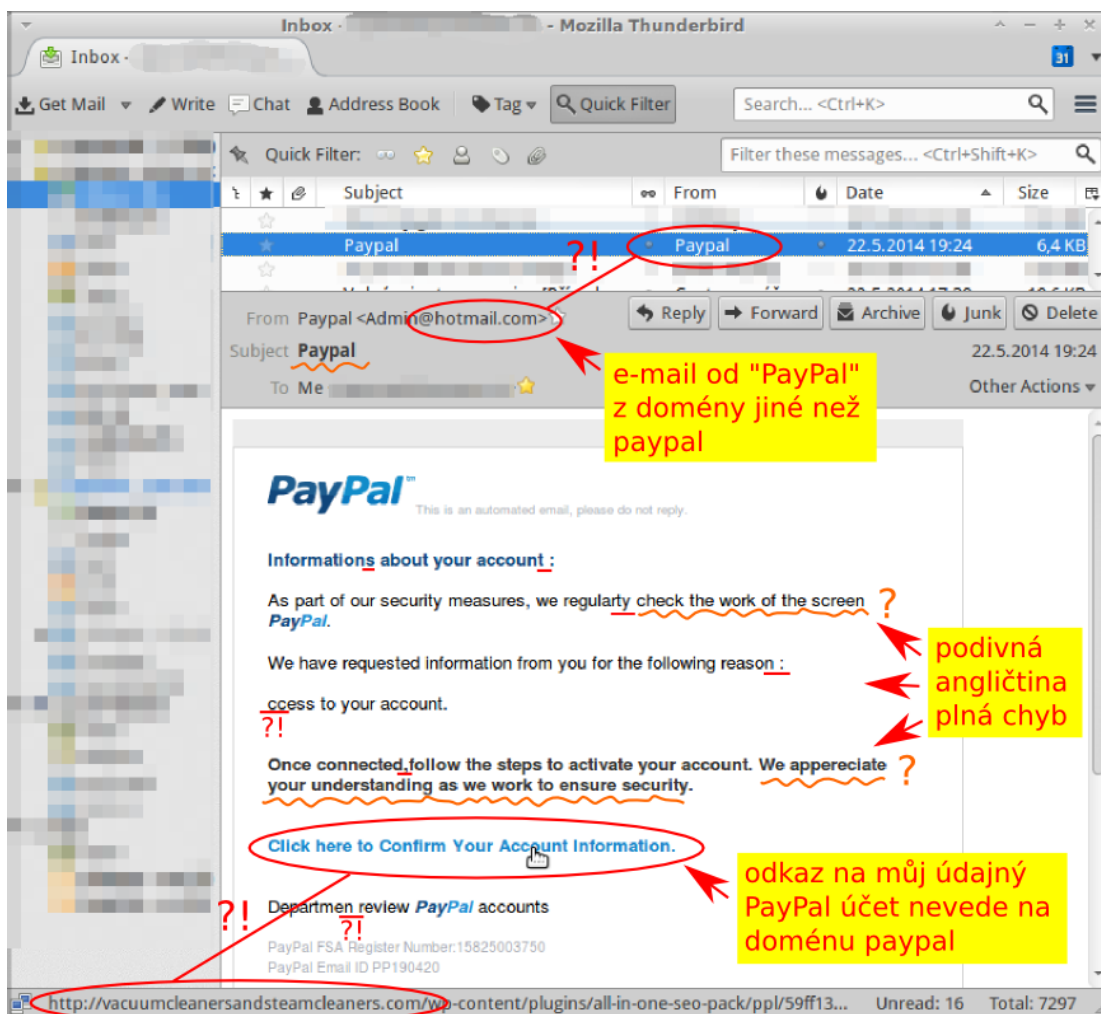 Inbox - - Mozilla Thunderbird
Inbox -
31
Get Mail Write Chat Address Book Tag Quick Filter Search... <Ctrl+K>
Quick Filter: Filter these messages... <Ctrl+Shift+K>
Subject From Date Size
Paypal Paypal 22.5.2014 19:24 6,4 KB
?!
From Paypal <Admin@hotmail.com> Reply Forward Archive Junk Delete
Subject Paypal 22.5.2014 19:24
To Me Other Actions
e-mail od "PayPal"
z domény jiné než
paypal
PayPal™
This is an automated email, please do not reply.
Informations about your account :
As part of our security measures, we regularty check the work of the screen ?
PayPal.
We have requested information from you for the following reason :
podivná
angličtina
plná chyb
ccess to your account.
?!
Once connected,follow the steps to activate your account. We appereciate ?
your understanding as we work to ensure security.
Click here to Confirm Your Account Information.
odkaz na můj údajný
PayPal účet nevede na
doménu paypal
?!
Departmen review PayPal accounts
?!
PayPal FSA Register Number:15825003750
PayPal Email ID PP190420
http://vacuumcleanersandsteamcleaners.com/wp-content/plugins/all-in-one-seo-pack/ppl/59ff13... Unread: 16 Total: 7297